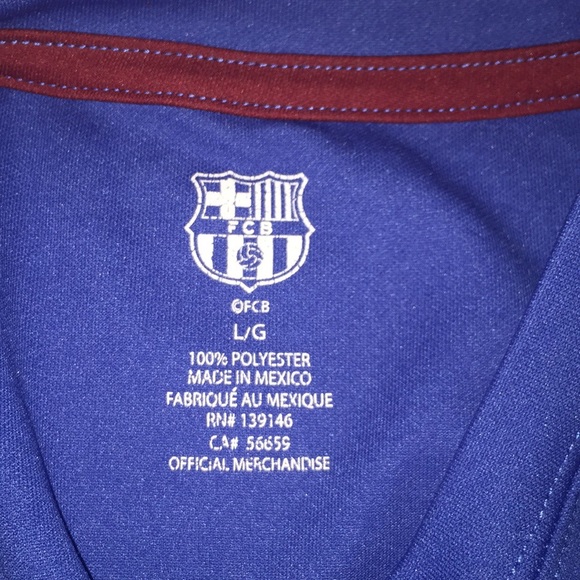 FCB
©FCB
L/G
100% POLYESTER
MADE IN MEXICO
FABRIQUÉ AU MEXIQUE
RN# 139146
CA# 56659
OFFICIAL MERCHANDISE